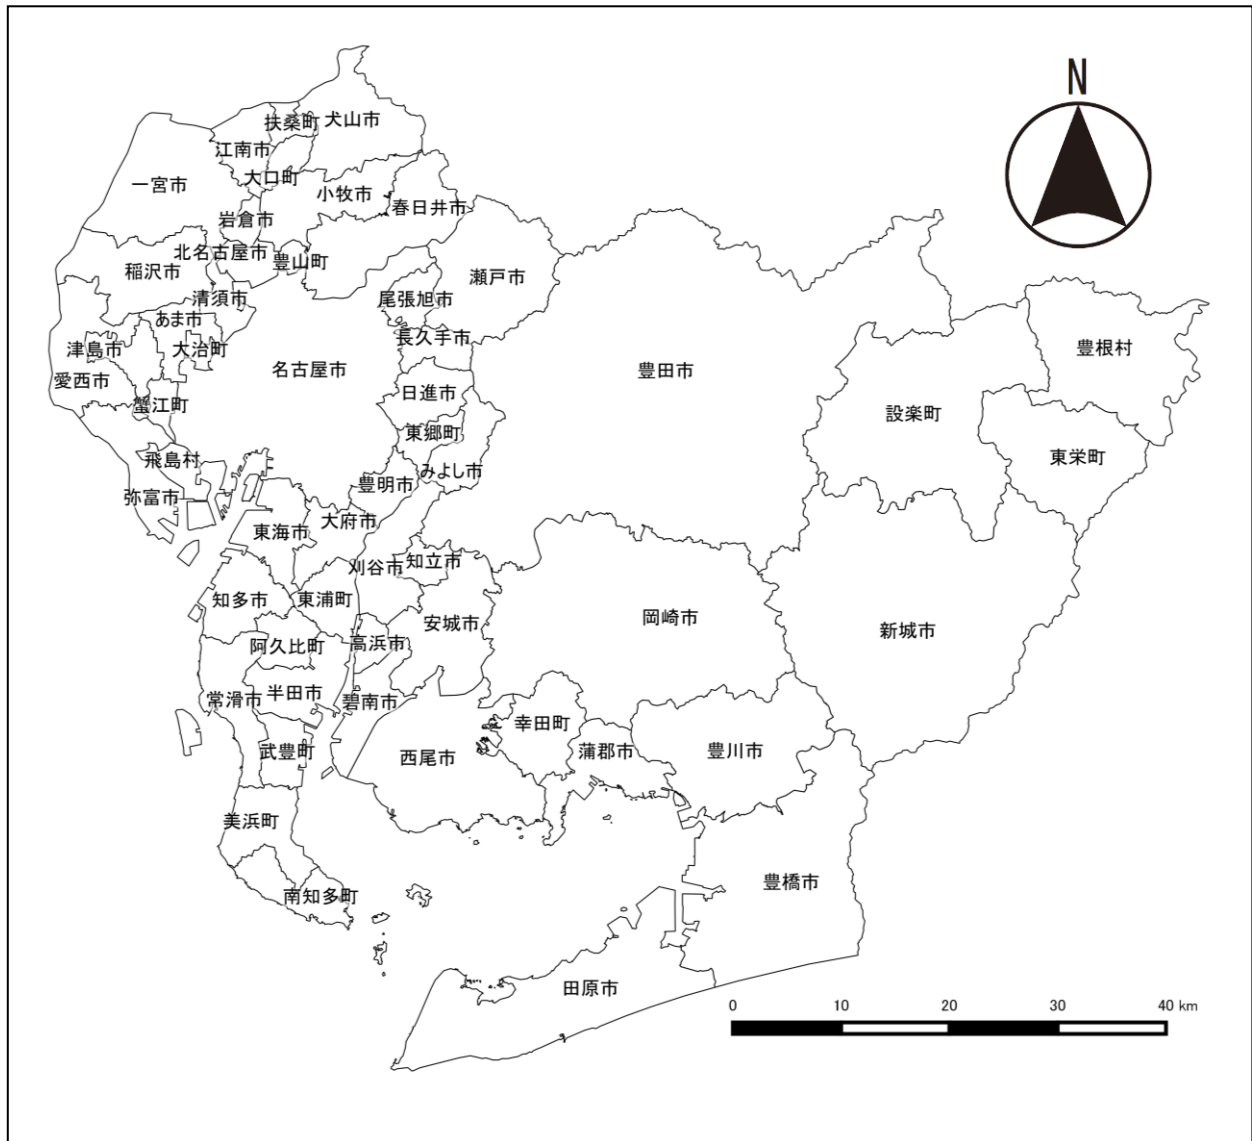 N
扶桑町
犬山市
江南市
大口町
一宮市
小牧市
春日井市
岩倉市
北名古屋市
豊山町
稲沢市
瀬戸市
清須市
尾張旭市
あま市
長久手市
津島市
大治町
名古屋市
豊田市
豊根村
愛西市
日進市
設楽町
蟹江町
東郷町
飛島村
みよし市
東栄町
豊明市
弥富市
大府市
東海市
刈谷市
知立市
知多市
東浦町
安城市
岡崎市
新城市
阿久比町
高浜市
常滑市
半田市
碧南市
幸田町
武豊町
西尾市
蒲郡市
豊川市
美浜町
南知多町
豊橋市
田原市
0 10 20 30 40 km